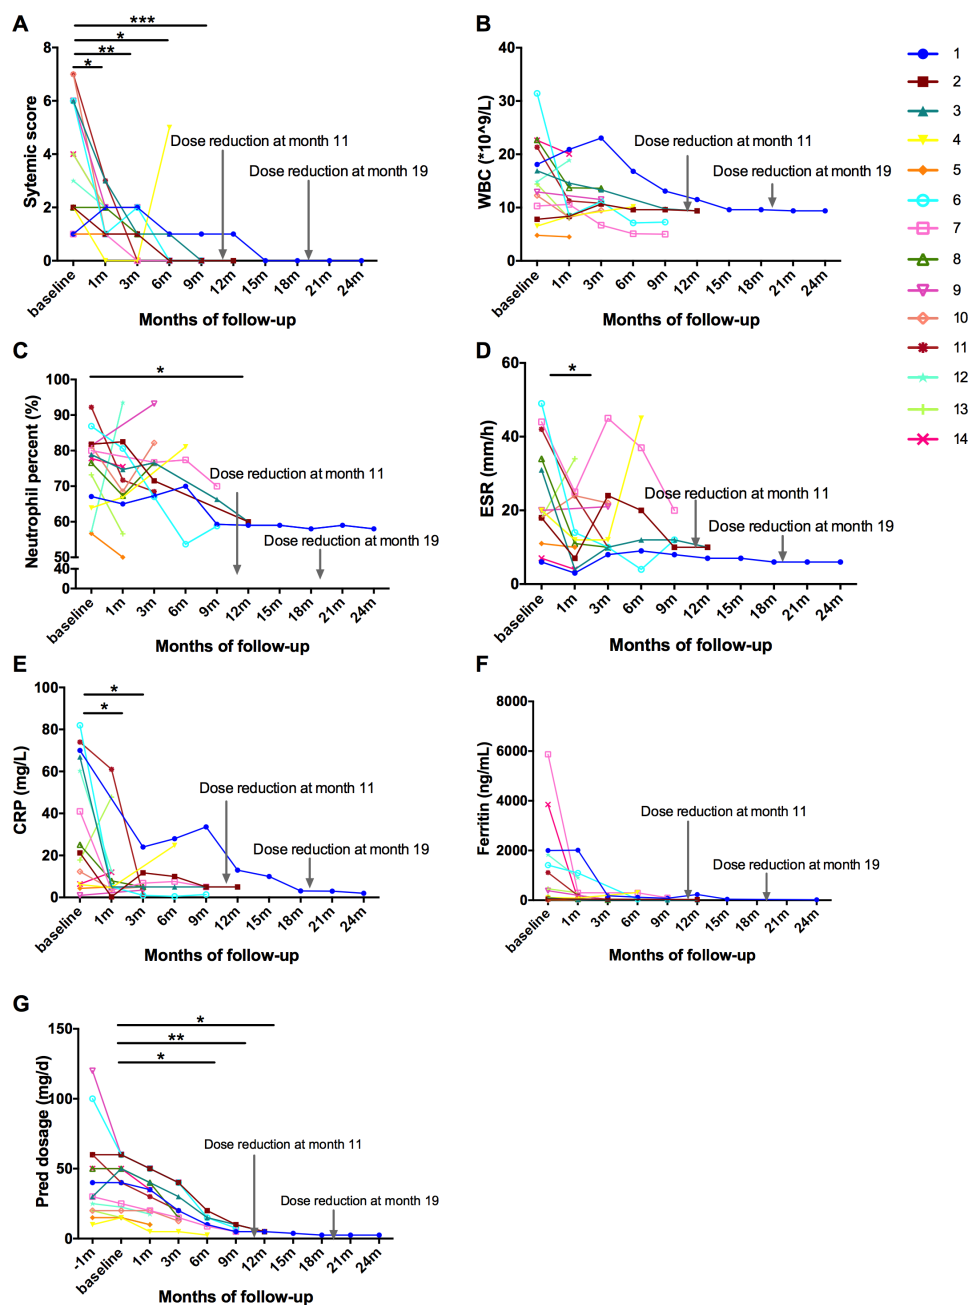 A
***
*
**
*
Sytemic score
8
6
4
2
0
Dose reduction at month 11
Dose reduction at month 19
baseline 1m 3m 6m 9m 12m 15m 18m 21m 24m
Months of follow-up
B
WBC (*10^9/L)
40
30
20
10
0
Dose reduction at month 11
Dose reduction at month 19
baseline 1m 3m 6m 9m 12m 15m 18m 21m 24m
Months of follow-up
1
2
3
4
5
6
7
8
9
10
11
12
13
14
C
*
Neutrophil percent (%)
100
90
80
70
60
50
40
0
Dose reduction at month 11
Dose reduction at month 19
baseline 1m 3m 6m 9m 12m 15m 18m 21m 24m
Months of follow-up
D
*
ESR (mm/h)
60
40
20
0
Dose reduction at month 11
Dose reduction at month 19
baseline 1m 3m 6m 9m 12m 15m 18m 21m 24m
Months of follow-up
E
*
*
CRP (mg/L)
100
80
60
40
20
0
Dose reduction at month 11
Dose reduction at month 19
baseline 1m 3m 6m 9m 12m 15m 18m 21m 24m
Months of follow-up
F
Ferritin (ng/mL)
8000
6000
4000
2000
0
Dose reduction at month 11
Dose reduction at month 19
baseline 1m 3m 6m 9m 12m 15m 18m 21m 24m
Months of follow-up
G
*
**
*
Pred dosage (mg/d)
150
100
50
0
Dose reduction at month 11
Dose reduction at month 19
-1m baseline 1m 3m 6m 9m 12m 15m 18m 21m 24m
Months of follow-up